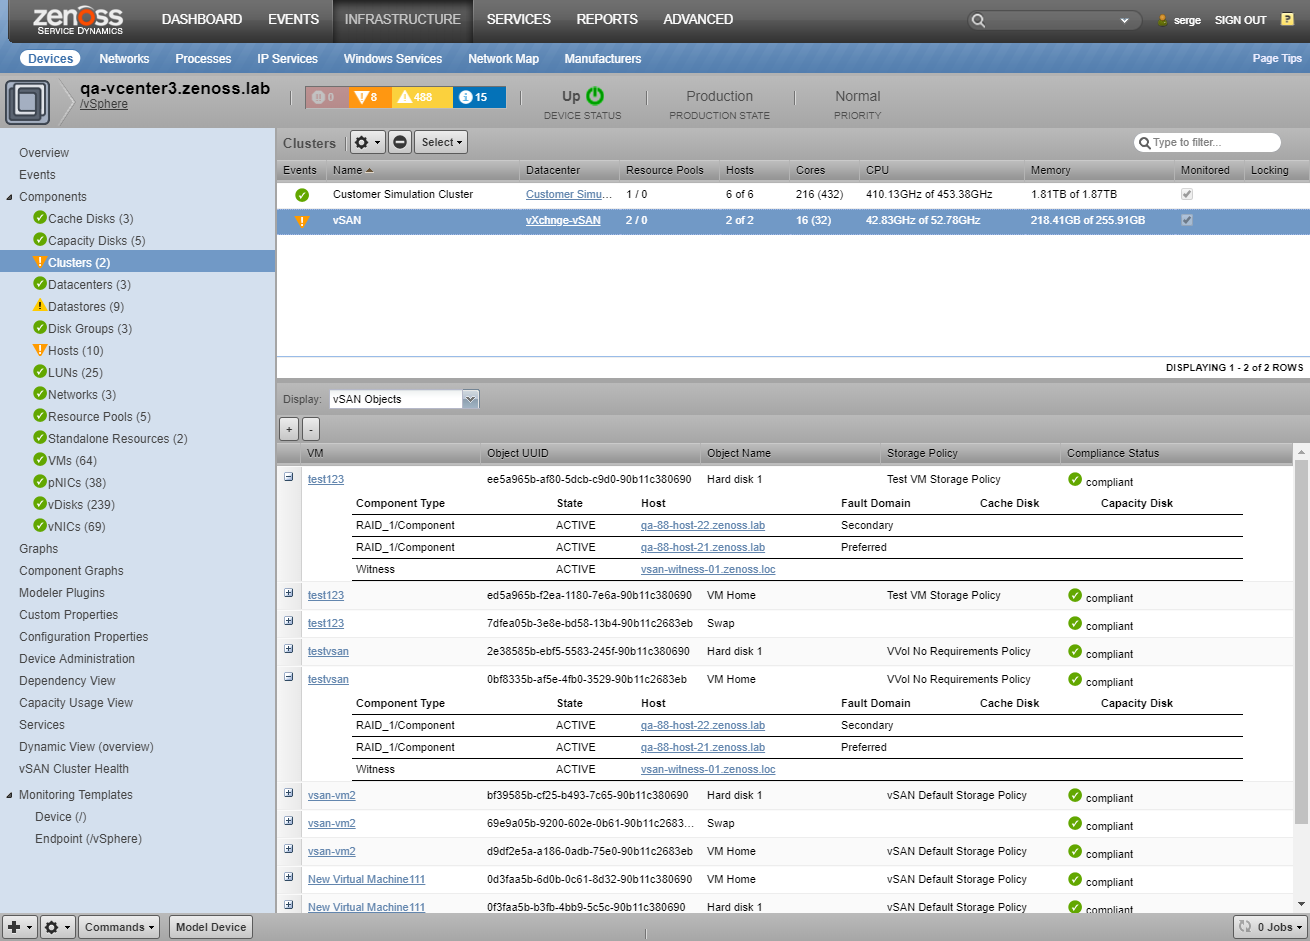 zenoss
SERVICE DYNAMICS
DASHBOARD EVENTS INFRASTRUCTURE SERVICES REPORTS ADVANCED
serge SIGN OUT ?
Devices Networks Processes IP Services Windows Services Network Map Manufacturers Page Tips
qa-vcenter3.zenoss.lab
/vSphere
0 8 488 15
Up
DEVICE STATUS
Production
PRODUCTION STATE
Normal
PRIORITY
Overview
Events
Components
Cache Disks (3)
Capacity Disks (5)
Clusters (2)
Datacenters (3)
Datastores (9)
Disk Groups (3)
Hosts (10)
LUNs (25)
Networks (3)
Resource Pools (5)
Standalone Resources (2)
VMs (64)
pNICs (38)
vDisks (239)
vNICs (69)
Graphs
Component Graphs
Modeler Plugins
Custom Properties
Configuration Properties
Device Administration
Dependency View
Capacity Usage View
Services
Dynamic View (overview)
vSAN Cluster Health
Monitoring Templates
Device (/)
Endpoint (/vSphere)
Clusters Select Type to filter...
Events Name Datacenter Resource Pools Hosts Cores CPU Memory Monitored Locking
Customer Simulation Cluster Customer Simu... 1 / 0 6 of 6 216 (432) 410.13GHz of 453.38GHz 1.81TB of 1.87TB
vSAN vXchnge-vSAN 2 / 0 2 of 2 16 (32) 42.83GHz of 52.78GHz 218.41GB of 255.91GB
DISPLAYING 1 - 2 of 2 ROWS
Display: vSAN Objects
+ -
VM Object UUID Object Name Storage Policy Compliance Status
test123 ee5a965b-af80-5dcb-c9d0-90b11c380690 Hard disk 1 Test VM Storage Policy compliant
Component Type State Host Fault Domain Cache Disk Capacity Disk
RAID_1/Component ACTIVE qa-88-host-22.zenoss.lab Secondary
RAID_1/Component ACTIVE qa-88-host-21.zenoss.lab Preferred
Witness ACTIVE vsan-witness-01.zenoss.loc
test123 ed5a965b-f2ea-1180-7e6a-90b11c380690 VM Home Test VM Storage Policy compliant
test123 7dfea05b-3e8e-bd58-13b4-90b11c2683eb Swap compliant
testvsan 2e38585b-ebf5-5583-245f-90b11c380690 Hard disk 1 VVol No Requirements Policy compliant
testvsan 0bf8335b-af5e-4fb0-3529-90b11c2683eb VM Home VVol No Requirements Policy compliant
Component Type State Host Fault Domain Cache Disk Capacity Disk
RAID_1/Component ACTIVE qa-88-host-22.zenoss.lab Secondary
RAID_1/Component ACTIVE qa-88-host-21.zenoss.lab Preferred
Witness ACTIVE vsan-witness-01.zenoss.loc
vsan-vm2 bf39585b-cf25-b493-7c65-90b11c380690 Hard disk 1 vSAN Default Storage Policy compliant
vsan-vm2 69e9a05b-9200-602e-0b61-90b11c2683... Swap compliant
vsan-vm2 d9df2e5a-a186-0adb-75e0-90b11c2683eb VM Home vSAN Default Storage Policy compliant
New Virtual Machine111 0d3faa5b-6d0b-0c61-8d32-90b11c380690 VM Home vSAN Default Storage Policy compliant
New Virtual Machine111 0f3faa5b-b3fb-4bb9-5c5c-90b11c380690 Hard disk 1 vSAN Default Storage Policy compliant
Commands Model Device 0 Jobs